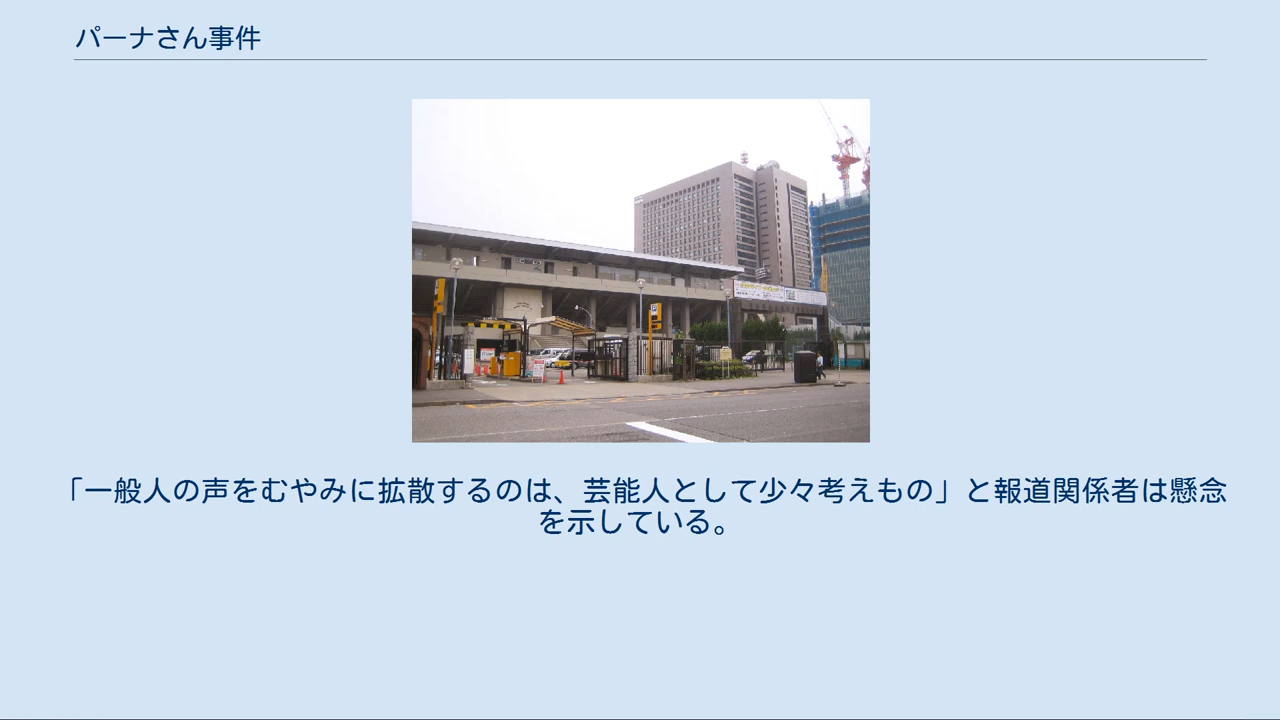 パーナさん事件
P
P
「一般人の声をむやみに拡散するのは、芸能人として少々考えもの」と報道関係者は懸念
を示している。